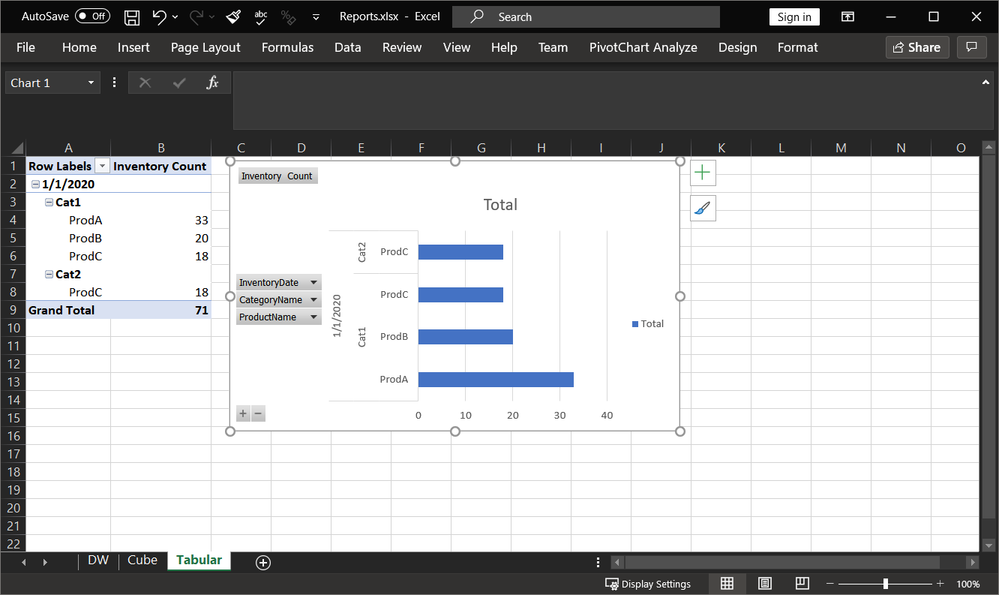 AutoSave Off abc Reports.xlsx - Excel Search Sign in
File Home Insert Page Layout Formulas Data Review View Help Team PivotChart Analyze Design Format Share
Chart 1 fx
A B C D E F G H I J K L M N O
1 Row Labels Inventory Count
2 1/1/2020
3 Cat1
4 ProdA 33
5 ProdB 20
6 ProdC 18
7 Cat2
8 ProdC 18
9 Grand Total 71
10
11
12
13
14
15
16
17
18
19
20
21
22
Inventory Count
Total
Cat2 ProdC
InventoryDate
CategoryName
ProductName
1/1/2020
ProdC
Cat1 ProdB
ProdA
Total
0 10 20 30 40
DW Cube Tabular
Display Settings 100%